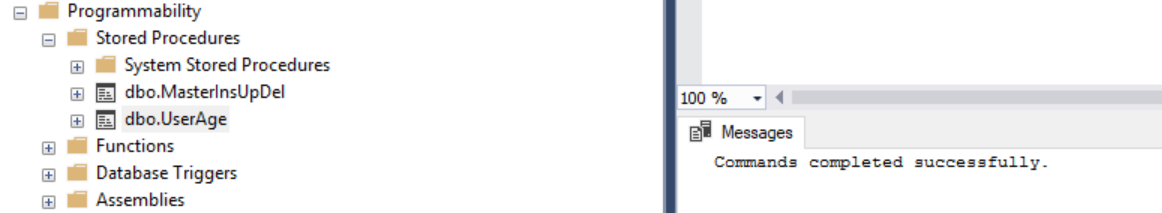 Programmability
Stored Procedures
System Stored Procedures
dbo.MasterInsUpDel
dbo.UserAge
Functions
Database Triggers
Assemblies
100 %
Messages
Commands completed successfully.